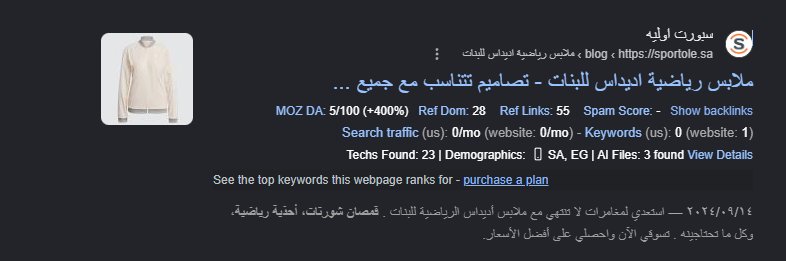 سبورت اوليه
https://sportole.sa › blog › ملابس رياضية اديداس للبنات
ملابس رياضية اديداس للبنات - تصاميم تتناسب مع جميع ...
MOZ DA: 5/100 (+400%) Ref Dom: 28 Ref Links: 55 Spam Score: - Show backlinks
Search traffic (us): 0/mo (website: 0/mo) - Keywords (us): 0 (website: 1)
Techs Found: 23 | Demographics: SA, EG | AI Files: 3 found View Details
See the top keywords this webpage ranks for - purchase a plan
٢٠٢٤/٠٩/١٤ — استعدي لمغامرات لا تنتهي مع ملابس أديداس الرياضية للبنات . قمصان شورتات، أحذية رياضية،
وكل ما تحتاجينه . تسوقي الآن واحصلي على أفضل الأسعار.